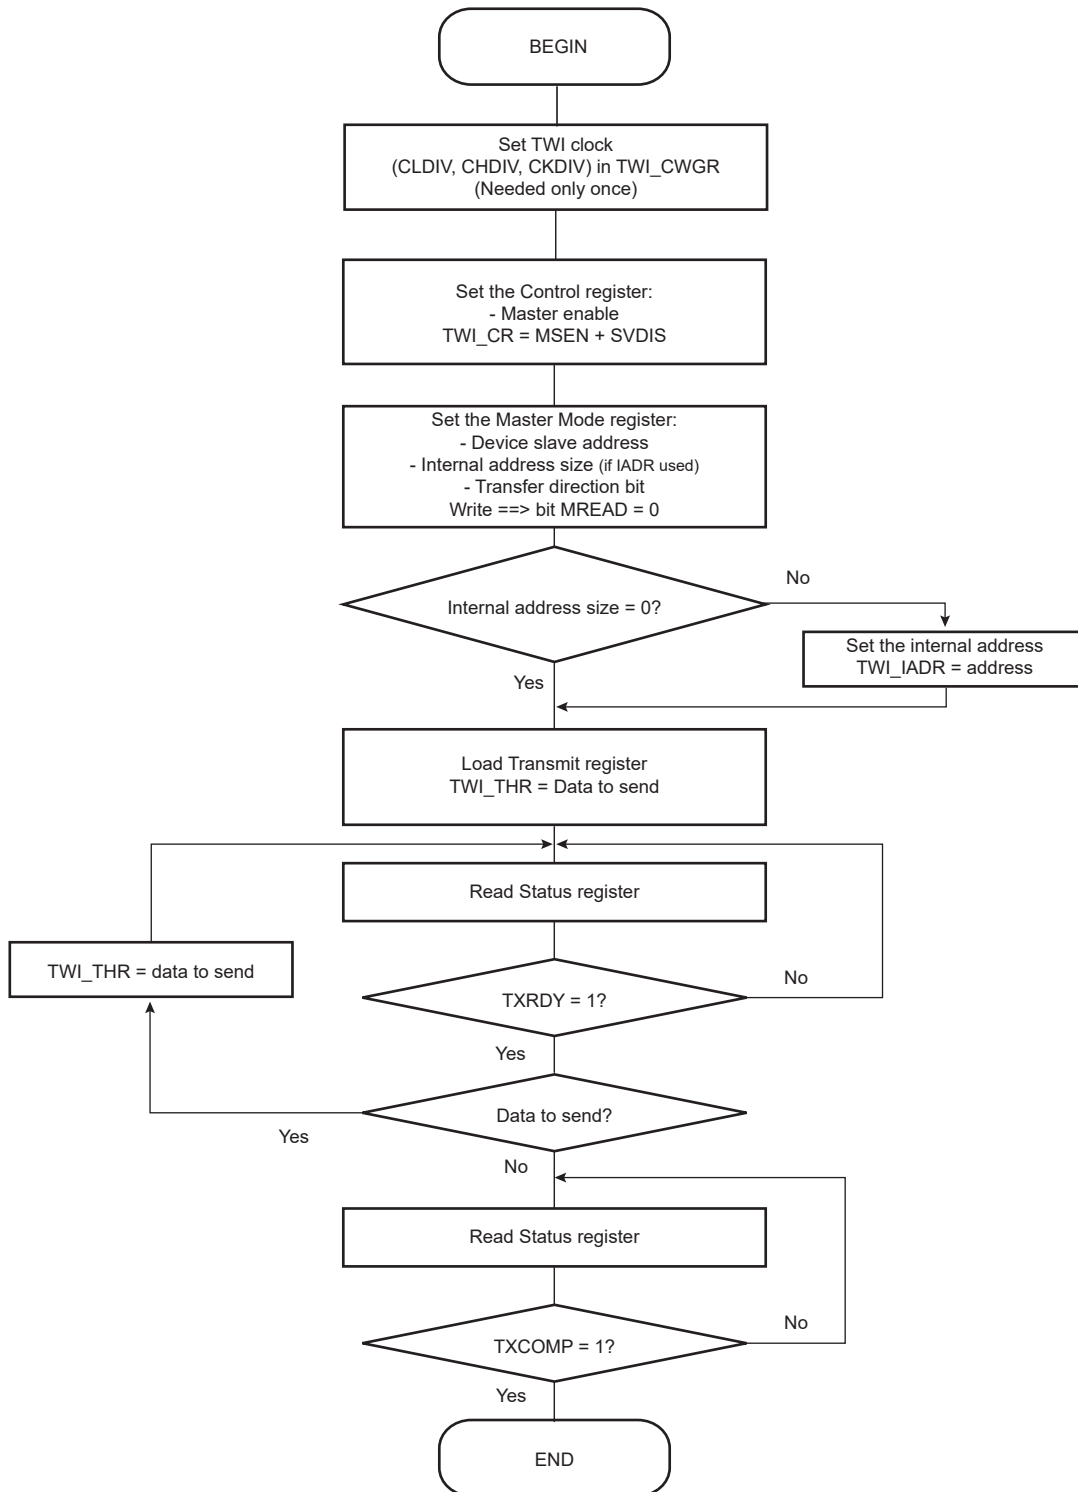 BEGIN
Set TWI clock
(CLDIV, CHDIV, CKDIV) in TWI_CWGR
(Needed only once)
Set the Control register:
- Master enable
TWI_CR = MSEN + SVDIS
Set the Master Mode register:
- Device slave address
- Internal address size (if IADR used)
- Transfer direction bit
Write ==> bit MREAD = 0
No
Internal address size = 0?
Set the internal address
TWI_IADR = address
Yes
Load Transmit register
TWI_THR = Data to send
Read Status register
TWI_THR = data to send
No
TXRDY = 1?
Yes
Data to send?
Yes
No
Read Status register
No
TXCOMP = 1?
Yes
END